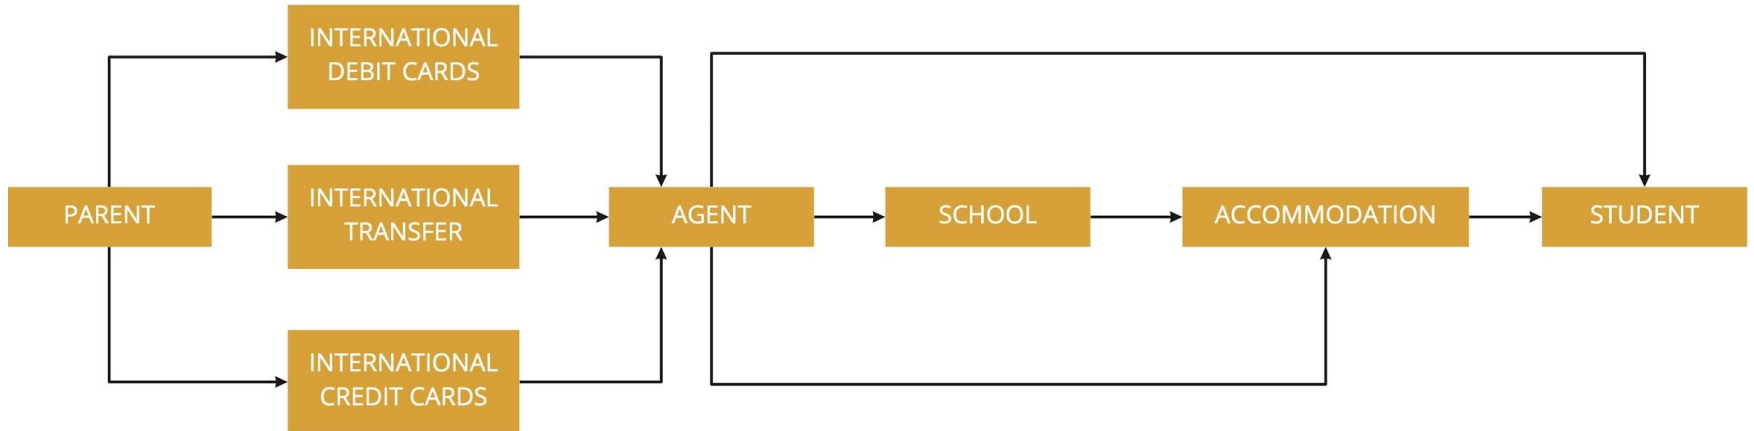 INTERNATIONAL
DEBIT CARDS
PARENT
INTERNATIONAL
TRANSFER
AGENT
SCHOOL
ACCOMMODATION
STUDENT
INTERNATIONAL
CREDIT CARDS